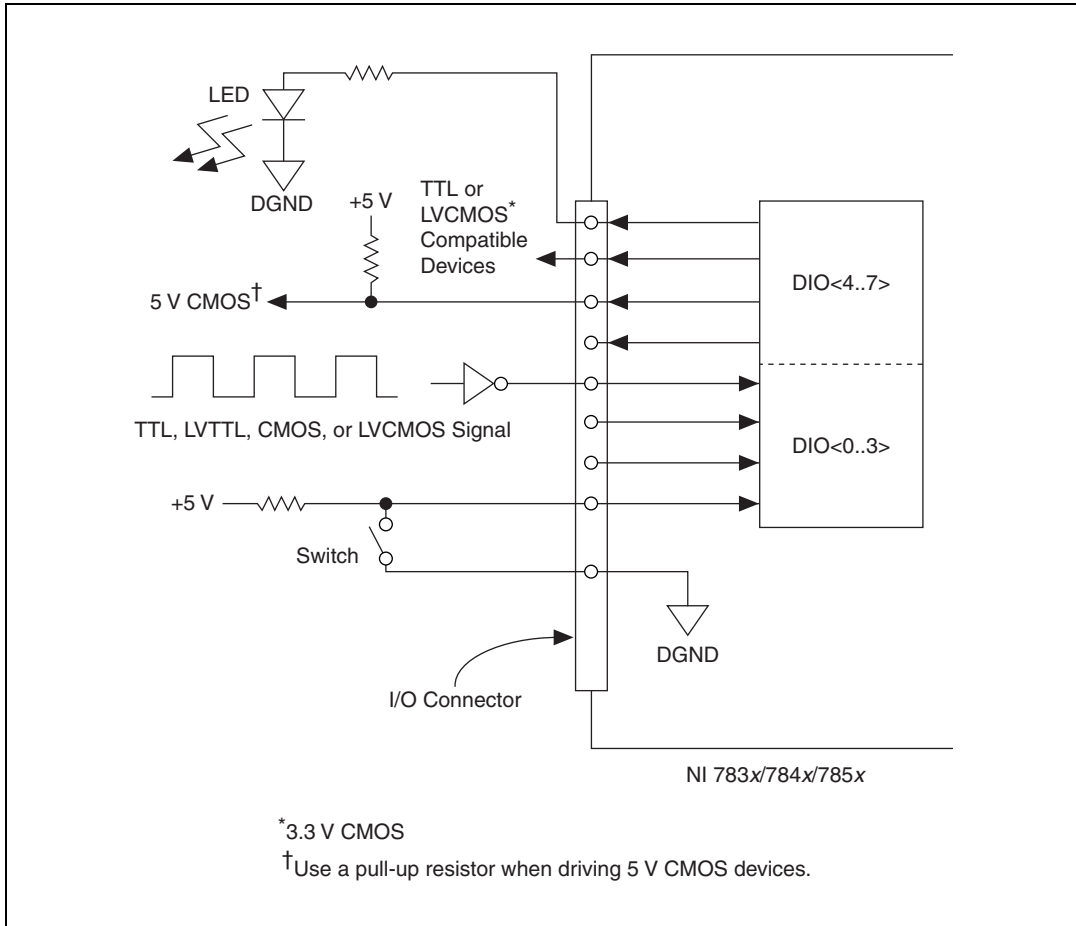 LED
DGND
+5 V
TTL or
LVCMOS*
Compatible
Devices
5 V CMOS†
DIO<4..7>
TTL, LVTTL, CMOS, or LVCMOS Signal
DIO<0..3>
+5 V
Switch
DGND
I/O Connector
NI 783x/784x/785x
*3.3 V CMOS
†Use a pull-up resistor when driving 5 V CMOS devices.